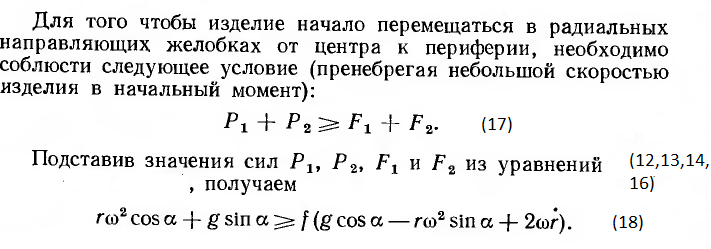 Для того чтобы изделие начало перемещаться в радиальных
направляющих желобках от центра к периферии, необходимо
соблюсти следующее условие (пренебрегая небольшой скоростью
изделия в начальный момент):
P₁ + P₂ ⩾ F₁ + F₂. (17)
Подставив значения сил P₁, P₂, F₁ и F₂ из уравнений (12,13,14,
, получаем 16)
rω² cos α + g sin α ⩾ f (g cos α — rω² sin α + 2ωṙ). (18)